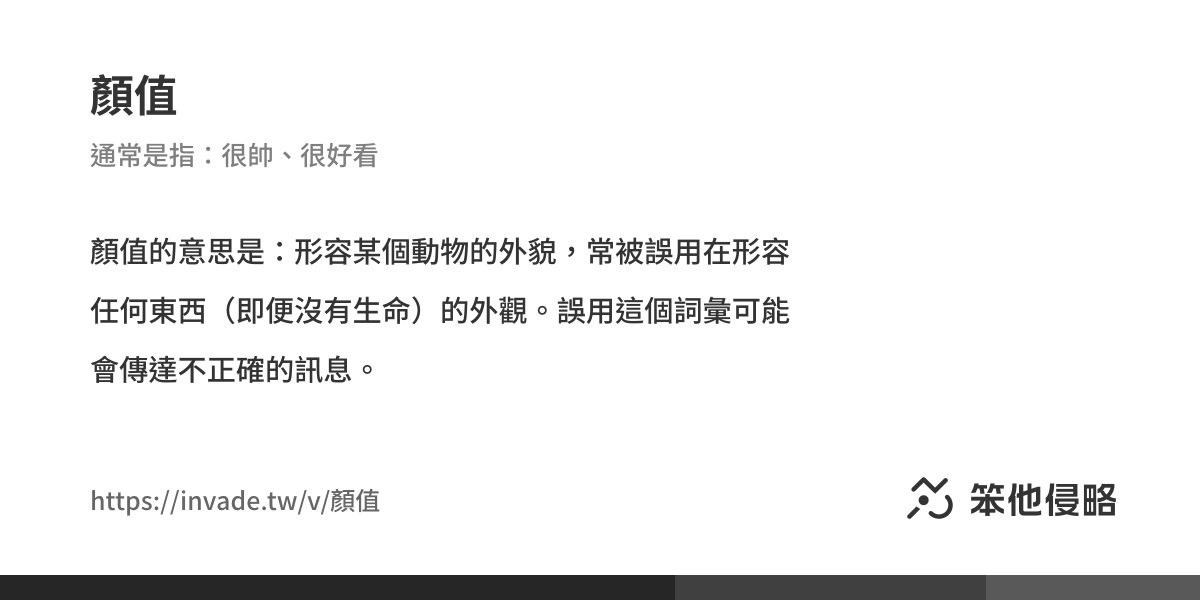 顏值
通常是指：很帥、很好看
顏值的意思是：形容某個動物的外貌，常被誤用在形容
任何東西（即便沒有生命）的外觀。誤用這個詞彙可能
會傳達不正確的訊息。
https://invade.tw/v/顏值
笨他侵略